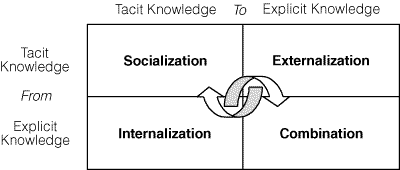 Tacit Knowledge To Explicit Knowledge
Tacit
Knowledge
Socialization Externalization
From
Explicit
Knowledge
Internalization Combination